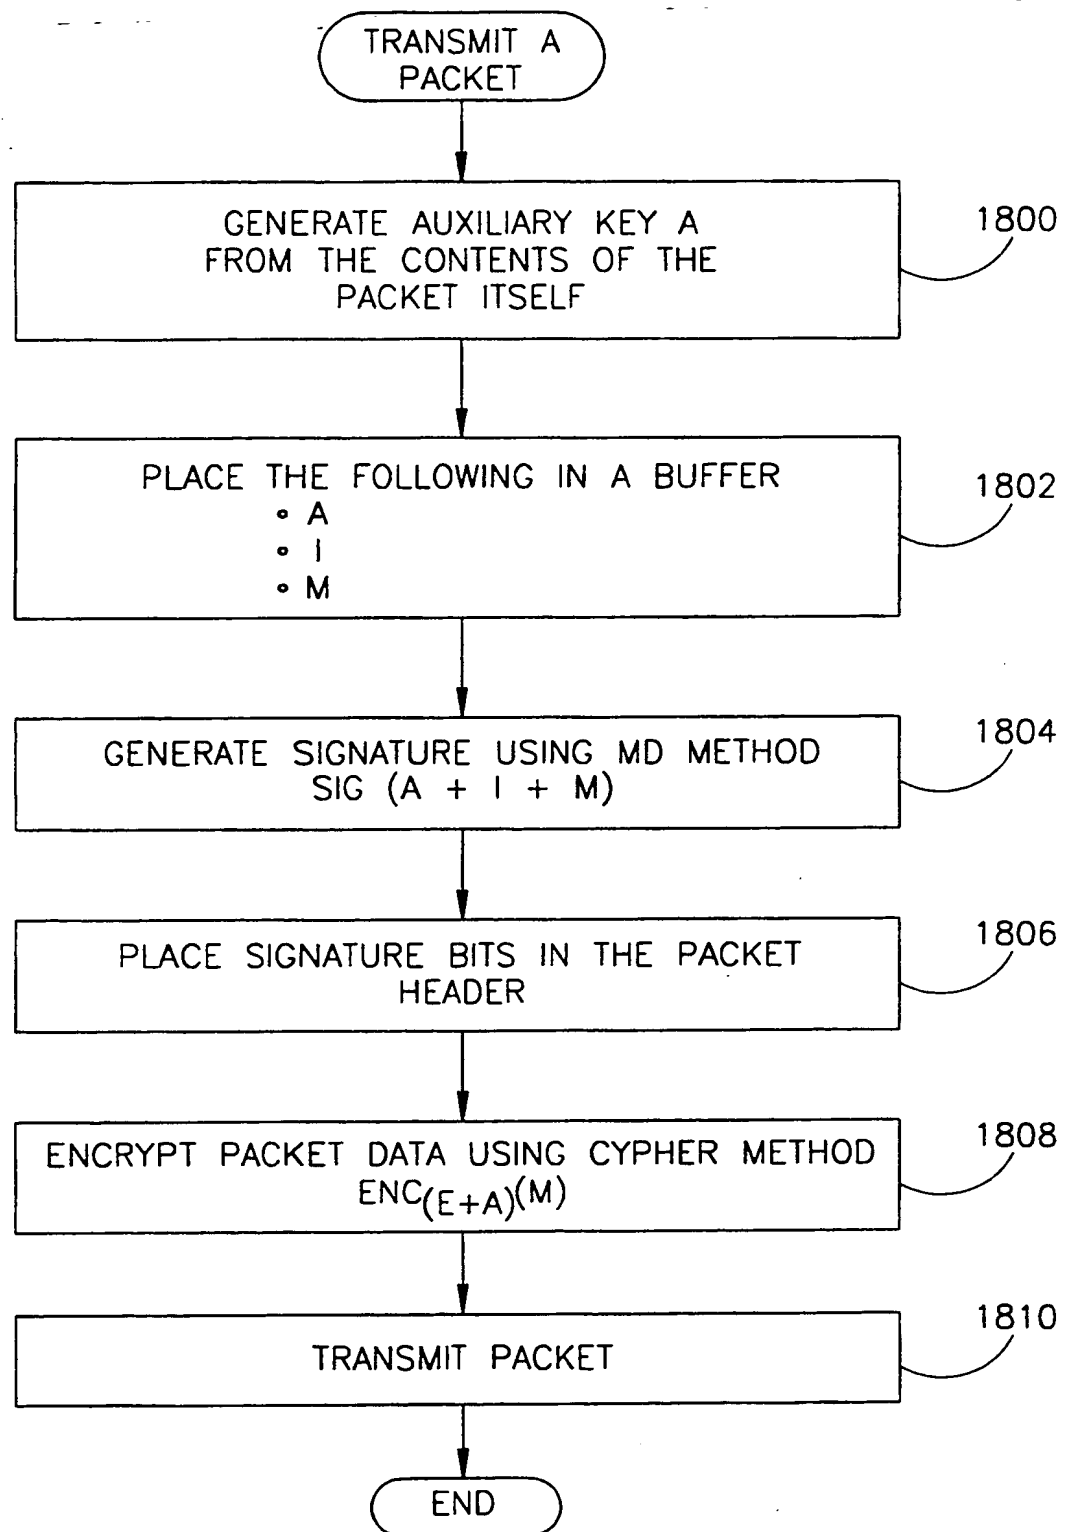 TRANSMIT A
PACKET
GENERATE AUXILIARY KEY A
FROM THE CONTENTS OF THE
PACKET ITSELF
1800
PLACE THE FOLLOWING IN A BUFFER
∘ A
∘ I
∘ M
1802
GENERATE SIGNATURE USING MD METHOD
SIG (A + I + M)
1804
PLACE SIGNATURE BITS IN THE PACKET
HEADER
1806
ENCRYPT PACKET DATA USING CYPHER METHOD
ENC(E+A)(M)
1808
TRANSMIT PACKET
1810
END